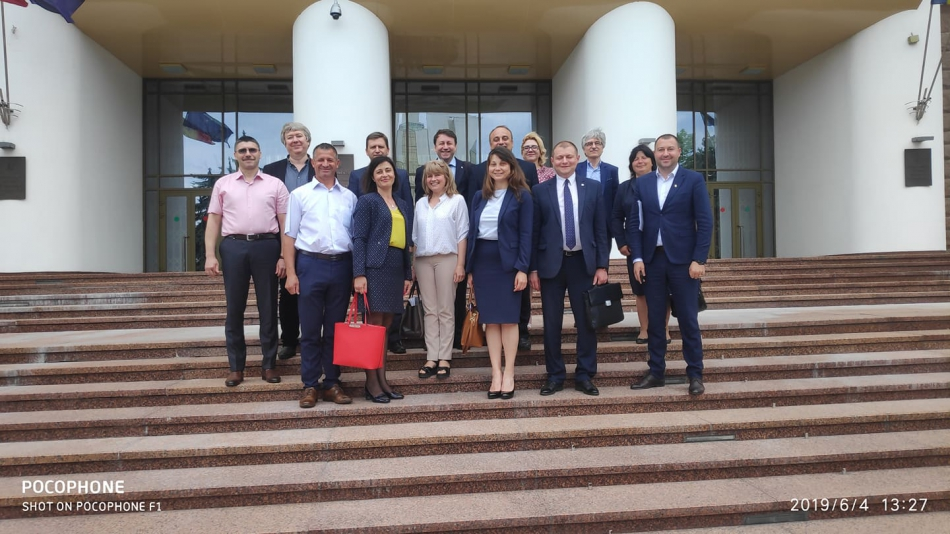 POCOPHONE
SHOT ON POCOPHONE F1
2019/6/4 13:27